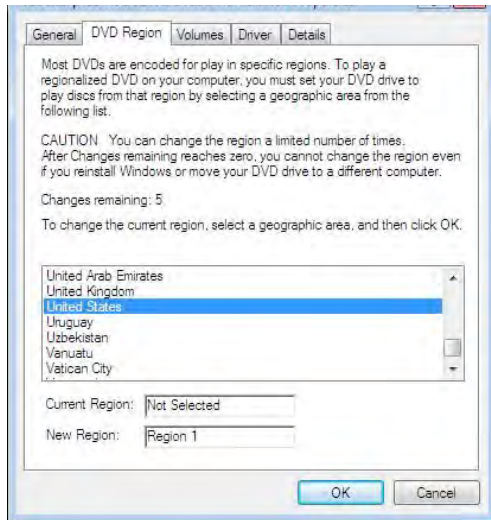 General DVD Region Volumes Driver Details
Most DVDs are encoded for play in specific regions. To play a
regionalized DVD on your computer, you must set your DVD drive to
play discs from that region by selecting a geographic area from the
following list.
CAUTION You can change the region a limited number of times.
After Changes remaining reaches zero, you cannot change the region even
if you reinstall Windows or move your DVD drive to a different computer.
Changes remaining: 5
To change the current region, select a geographic area, and then click OK.
United Arab Emirates
United Kingdom
United States
Uruguay
Uzbekistan
Vanuatu
Vatican City
Current Region: Not Selected
New Region: Region 1
OK Cancel